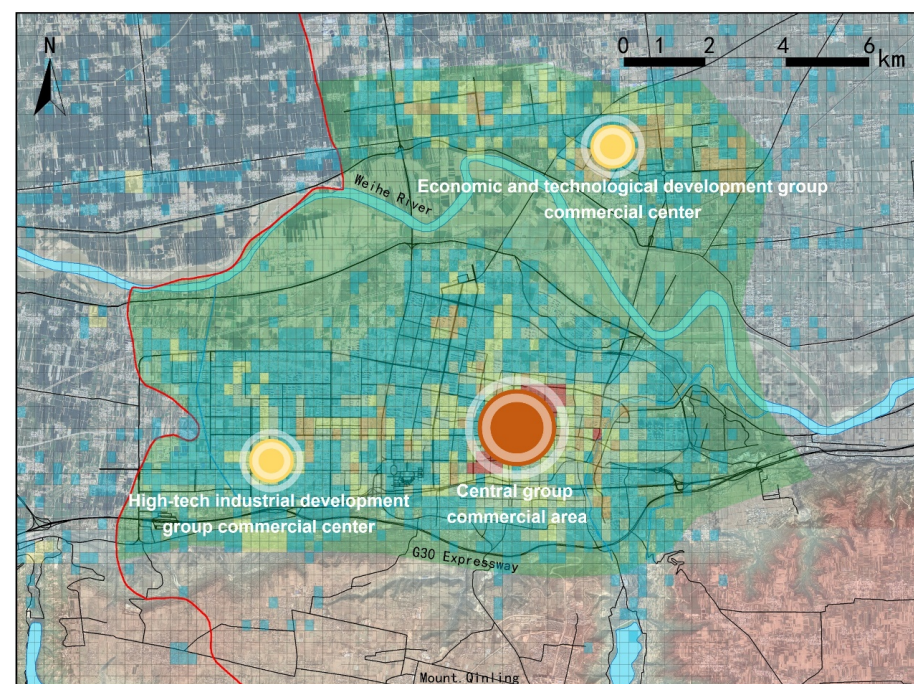 N
0 1 2 4 6
km
Weihe River
Economic and technological development group
commercial center
High-tech industrial development
group commercial center
Central group
commercial area
G30 Expressway
Mount Qinling